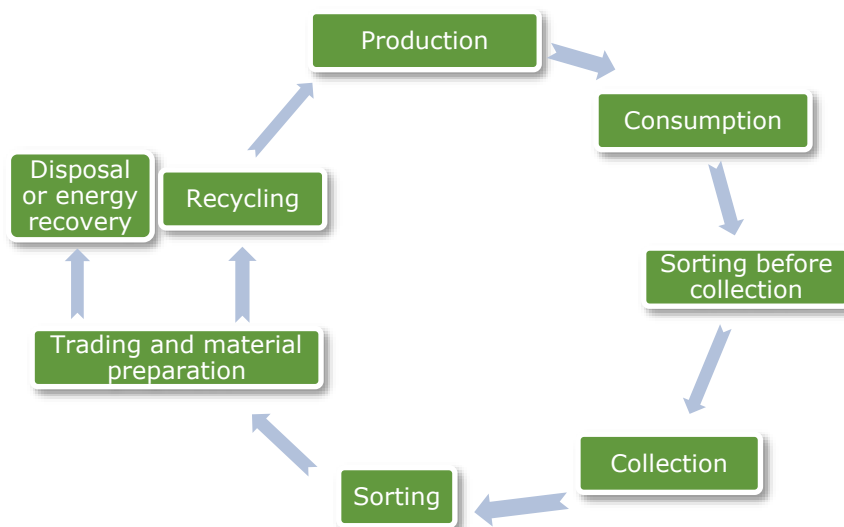 Production
Consumption
Disposal
or energy
recovery
Recycling
Sorting before
collection
Trading and material
preparation
Collection
Sorting